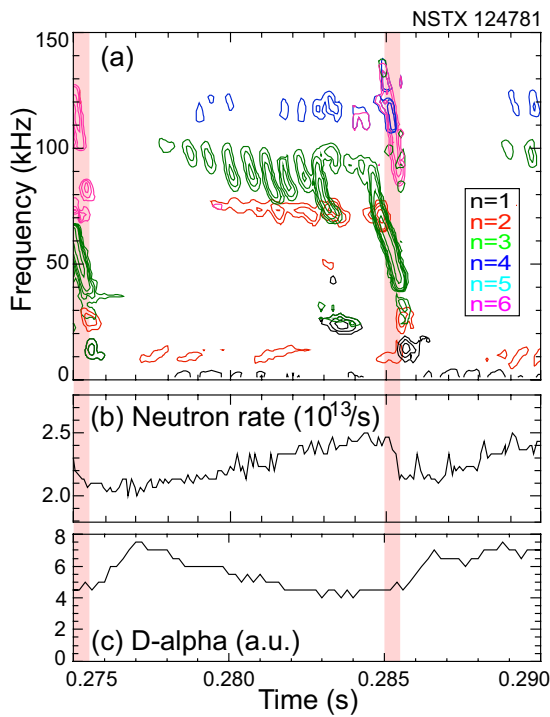 NSTX 124781
150
(a)
100
50
0
Frequency (kHz)
n=1
n=2
n=3
n=4
n=5
n=6
(b) Neutron rate (10¹³/s)
2.5
2.0
8
6
4
2
0
(c) D-alpha (a.u.)
0.275
0.280
0.285
0.290
Time (s)